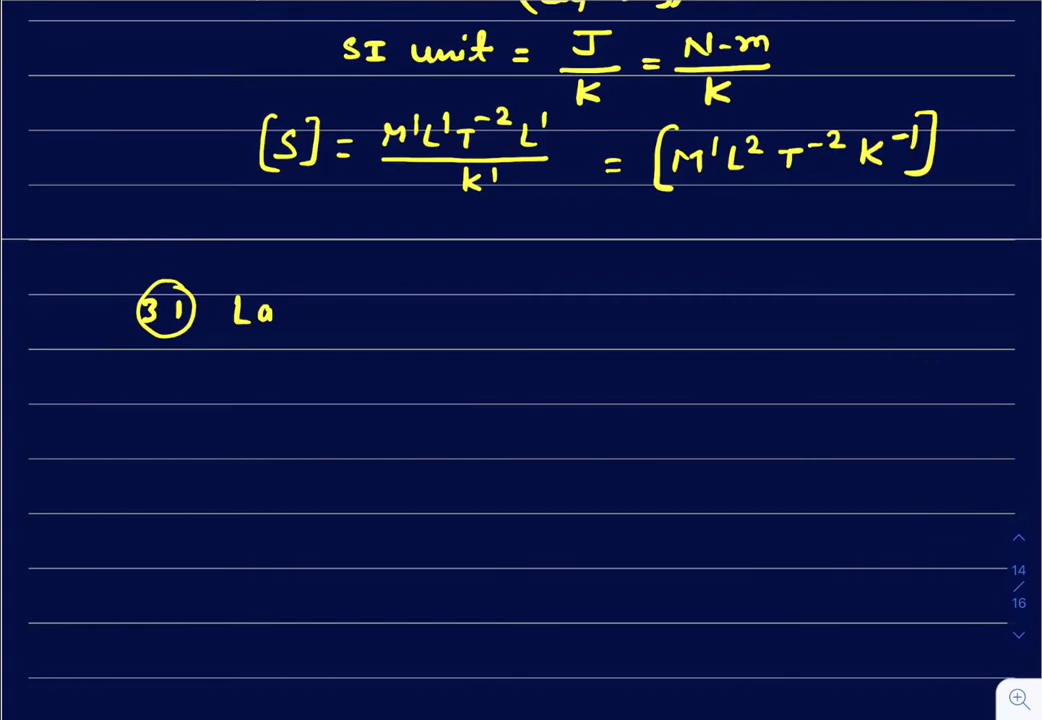 SI unit = J/K = N-m/K
[S] = M¹L¹T⁻²L¹/K¹ = [M¹L²T⁻²K⁻¹]
31 La
14
/
16